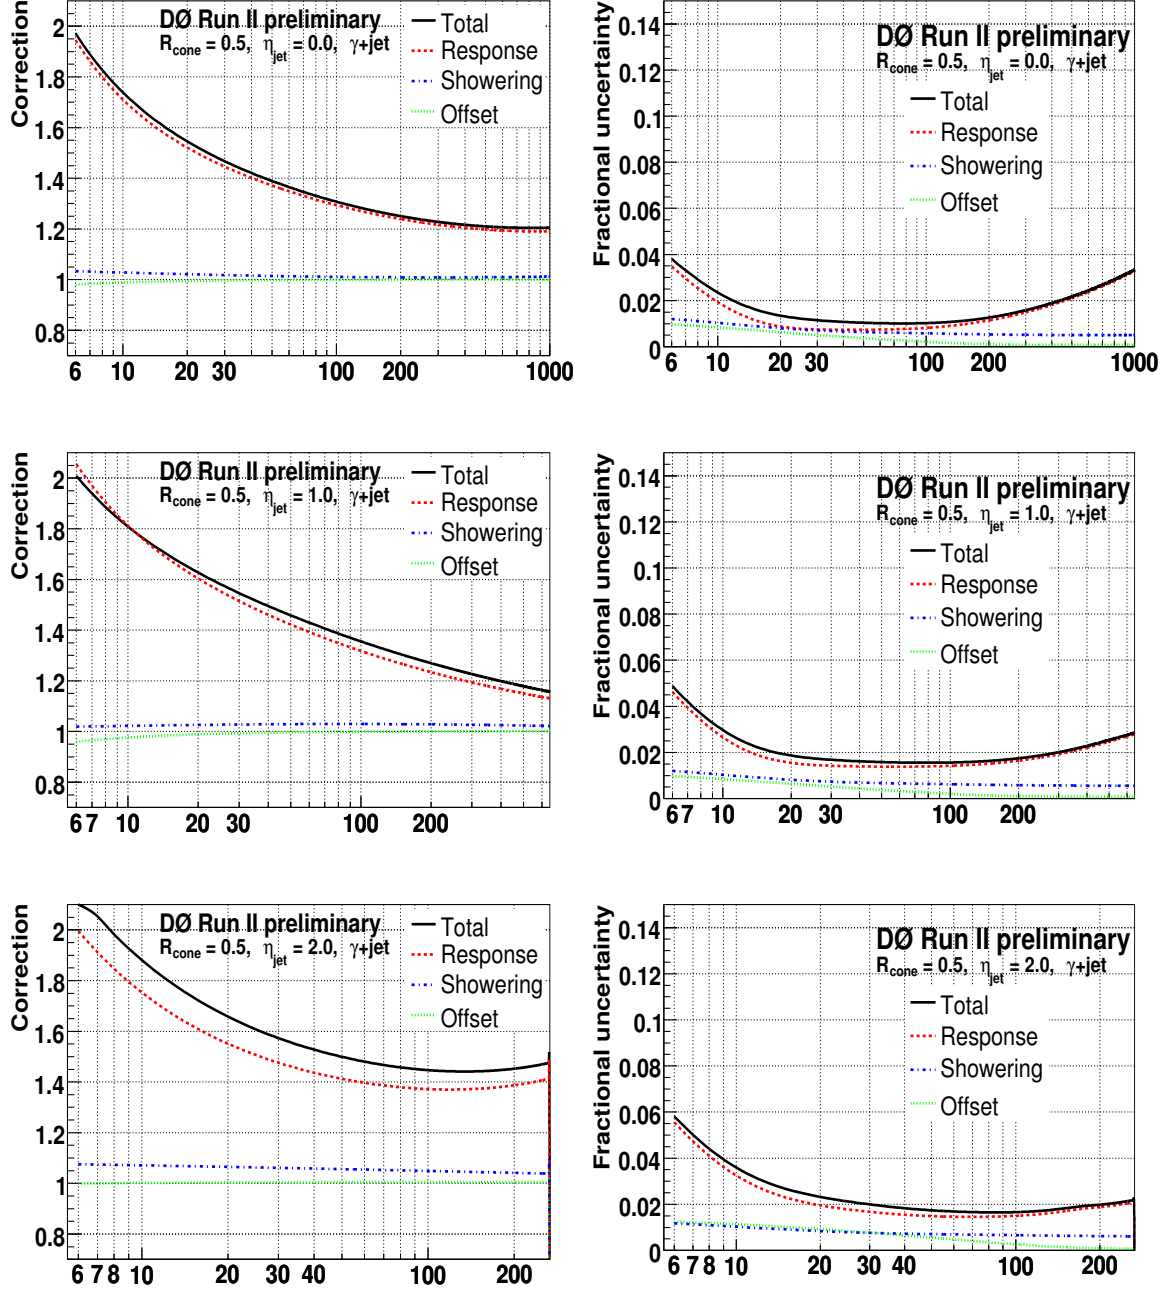 Correction
2
1.8
1.6
1.4
1.2
1
0.8
DØ Run II preliminary
Rcone = 0.5, ηjet = 0.0, γ+jet
Total
Response
Showering
Offset
6 10 20 30 100 200 1000
Fractional uncertainty
0.14
0.12
0.1
0.08
0.06
0.04
0.02
0
DØ Run II preliminary
Rcone = 0.5, ηjet = 0.0, γ+jet
Total
Response
Showering
Offset
6 10 20 30 100 200 1000
Correction
2
1.8
1.6
1.4
1.2
1
0.8
DØ Run II preliminary
Rcone = 0.5, ηjet = 1.0, γ+jet
Total
Response
Showering
Offset
6 7 10 20 30 100 200
Fractional uncertainty
0.14
0.12
0.1
0.08
0.06
0.04
0.02
0
DØ Run II preliminary
Rcone = 0.5, ηjet = 1.0, γ+jet
Total
Response
Showering
Offset
6 7 10 20 30 100 200
Correction
2
1.8
1.6
1.4
1.2
1
0.8
DØ Run II preliminary
Rcone = 0.5, ηjet = 2.0, γ+jet
Total
Response
Showering
Offset
6 7 8 10 20 30 40 100 200
Fractional uncertainty
0.14
0.12
0.1
0.08
0.06
0.04
0.02
0
DØ Run II preliminary
Rcone = 0.5, ηjet = 2.0, γ+jet
Total
Response
Showering
Offset
6 7 8 10 20 30 40 100 200